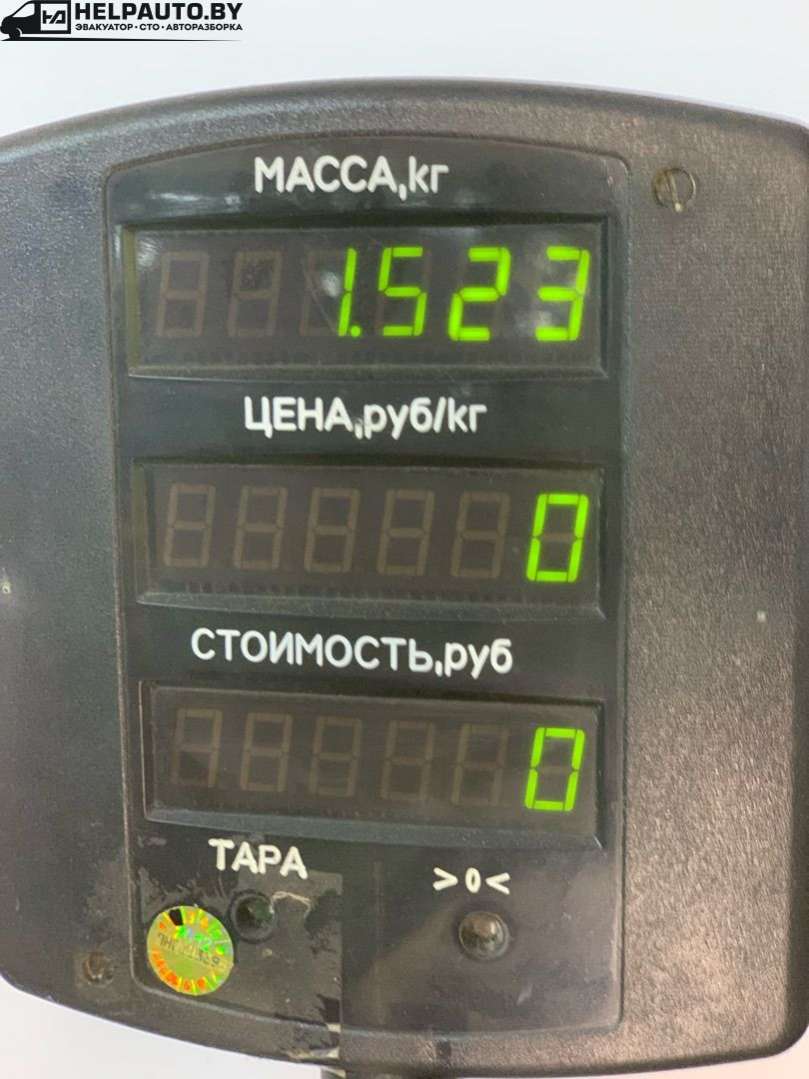 HELPAUTO.BY
ЭВАКУАТОР • СТО • АВТОРАЗБОРКА
МАССА,кг
1.523
ЦЕНА,руб/кг
0
СТОИМОСТЬ,руб
0
ТАРА >0<